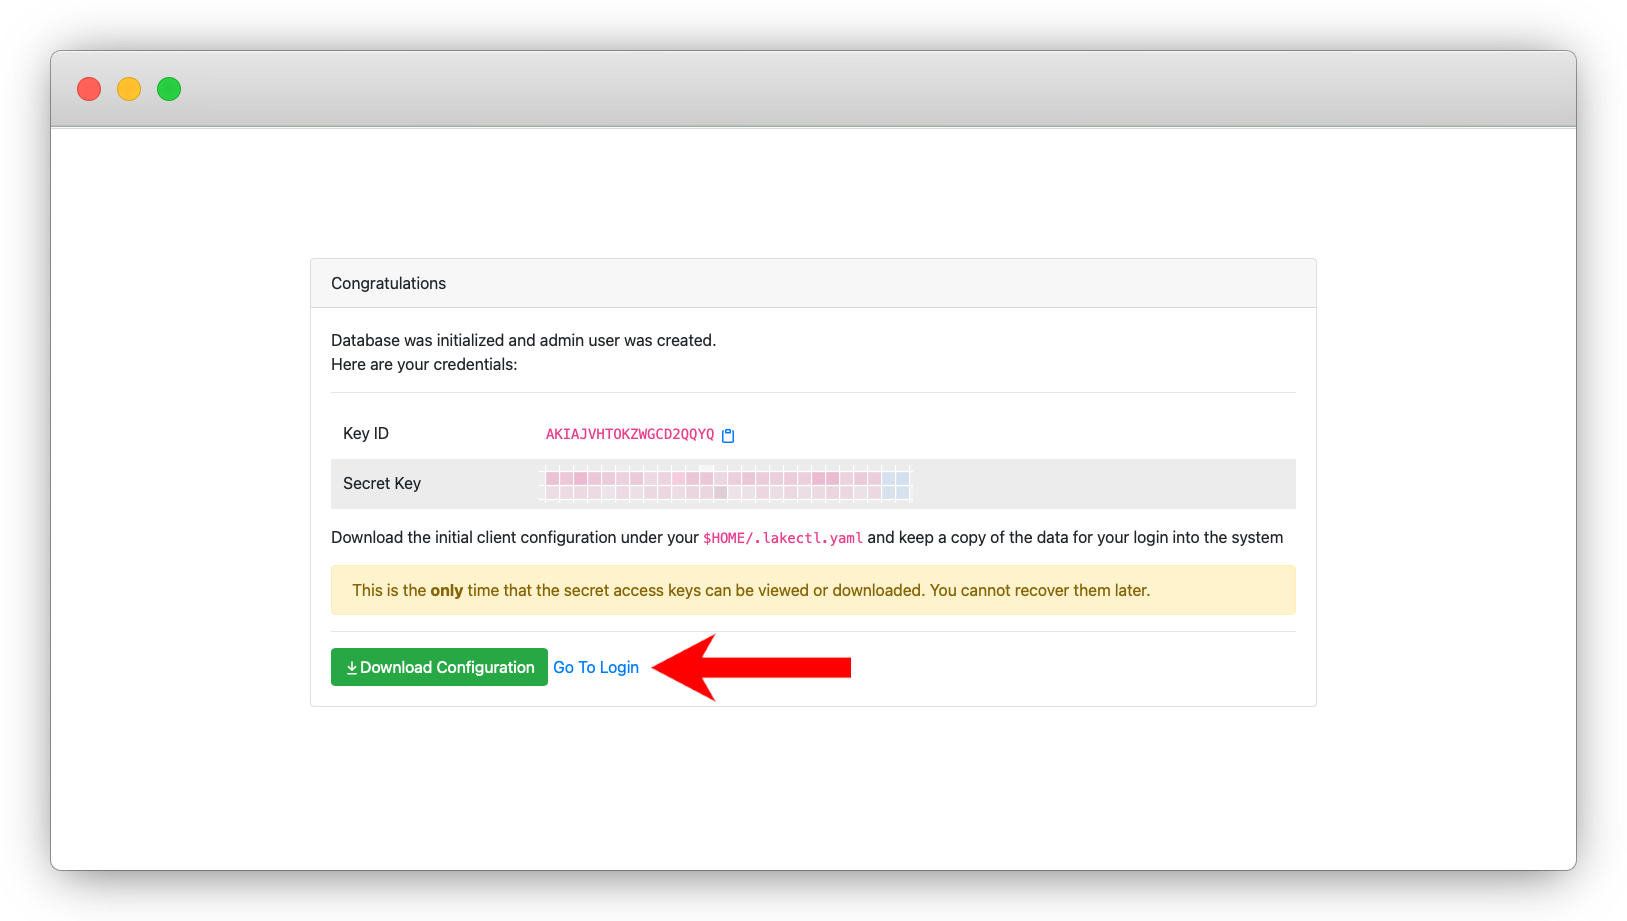 Congratulations
Database was initialized and admin user was created.
Here are your credentials:
Key ID AKIAJVHTOKZWGCD2QQYQ
Secret Key
Download the initial client configuration under your $HOME/.lakectl.yaml and keep a copy of the data for your login into the system
This is the only time that the secret access keys can be viewed or downloaded. You cannot recover them later.
Download Configuration Go To Login